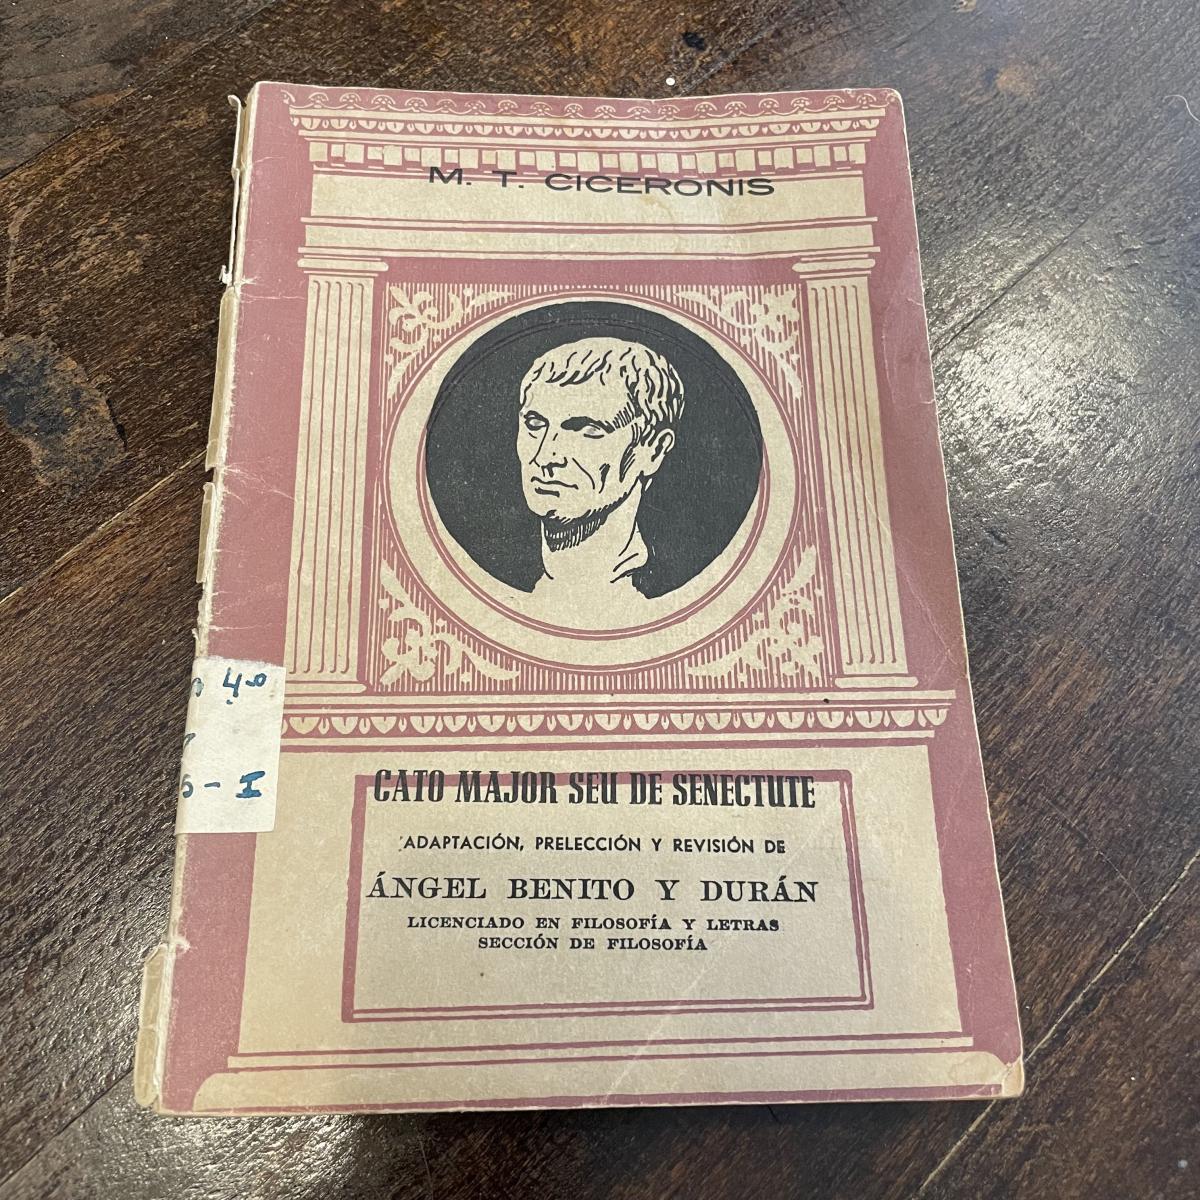 M. T. CICERONIS
CATO MAJOR SEU DE SENECTUTE
ADAPTACIÓN, PRELECCIÓN Y REVISIÓN DE
ÁNGEL BENITO Y DURÁN
LICENCIADO EN FILOSOFÍA Y LETRAS
SECCIÓN DE FILOSOFÍA
- I